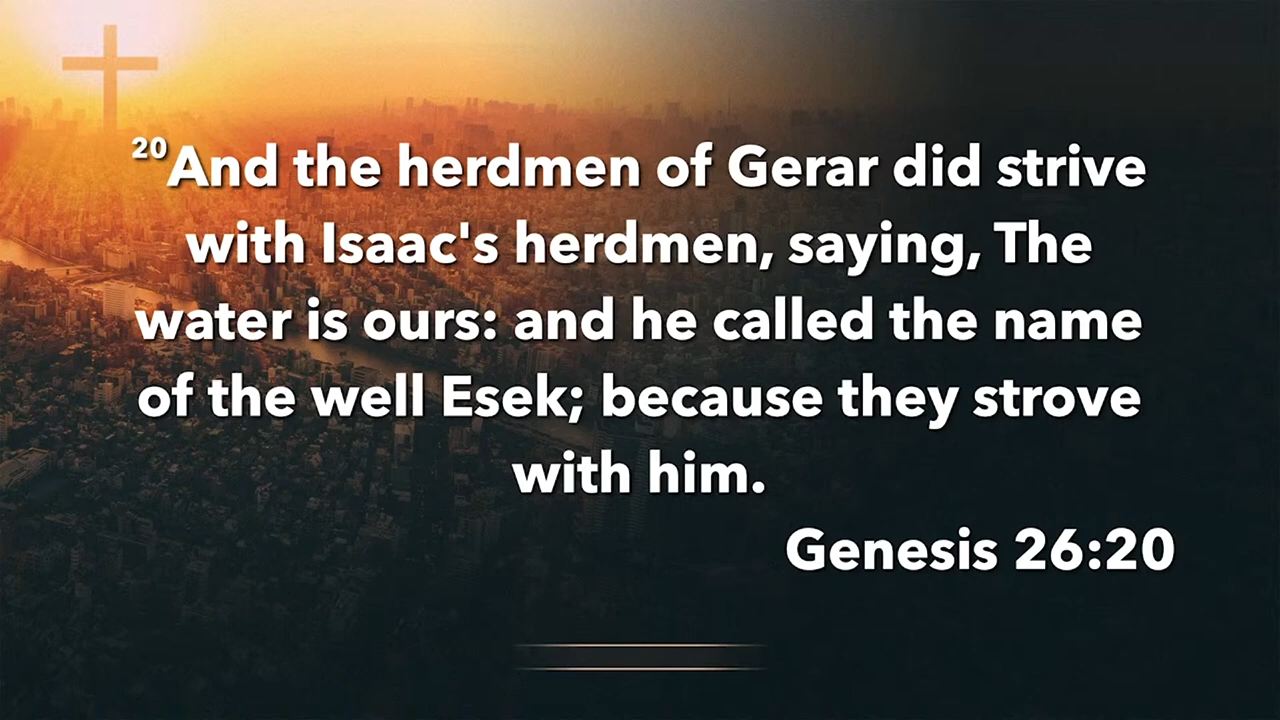 20And the herdmen of Gerar did strive
with Isaac's herdmen, saying, The
water is ours: and he called the name
of the well Esek; because they strove
with him.
Genesis 26:20